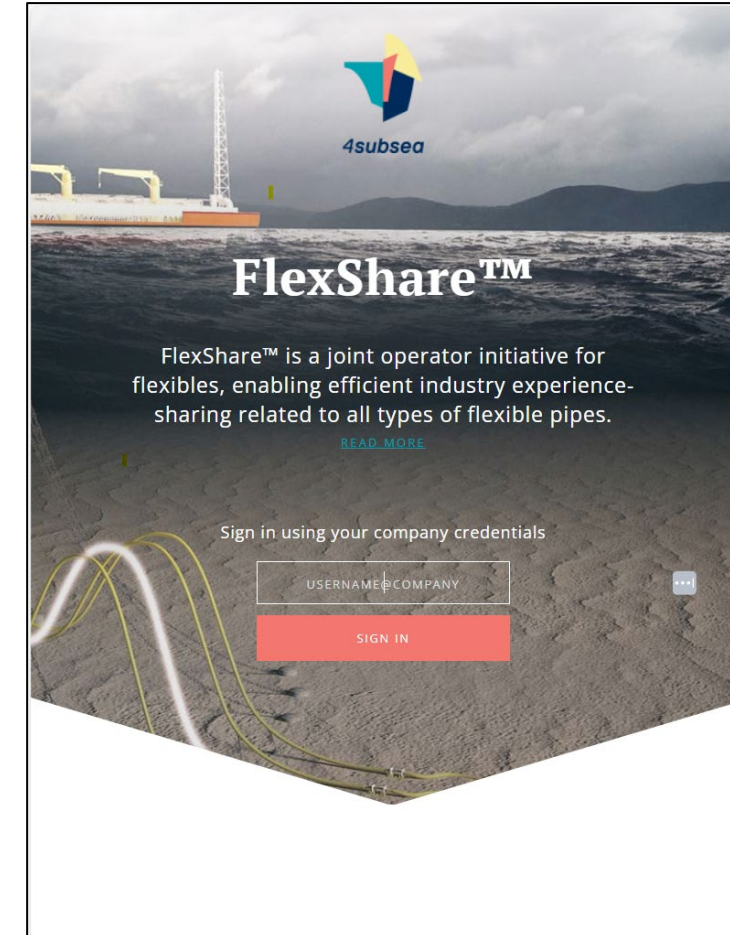 4subsea
FlexShare™
FlexShare™ is a joint operator initiative for
flexibles, enabling efficient industry experience-
sharing related to all types of flexible pipes.
READ MORE
Sign in using your company credentials
USERNAME@COMPANY
SIGN IN